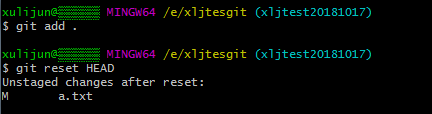 xulijun@ MINGW64 /e/xljtesgit (xljtest20181017)
$ git add .
xulijun@ MINGW64 /e/xljtesgit (xljtest20181017)
$ git reset HEAD
Unstaged changes after reset:
M a.txt